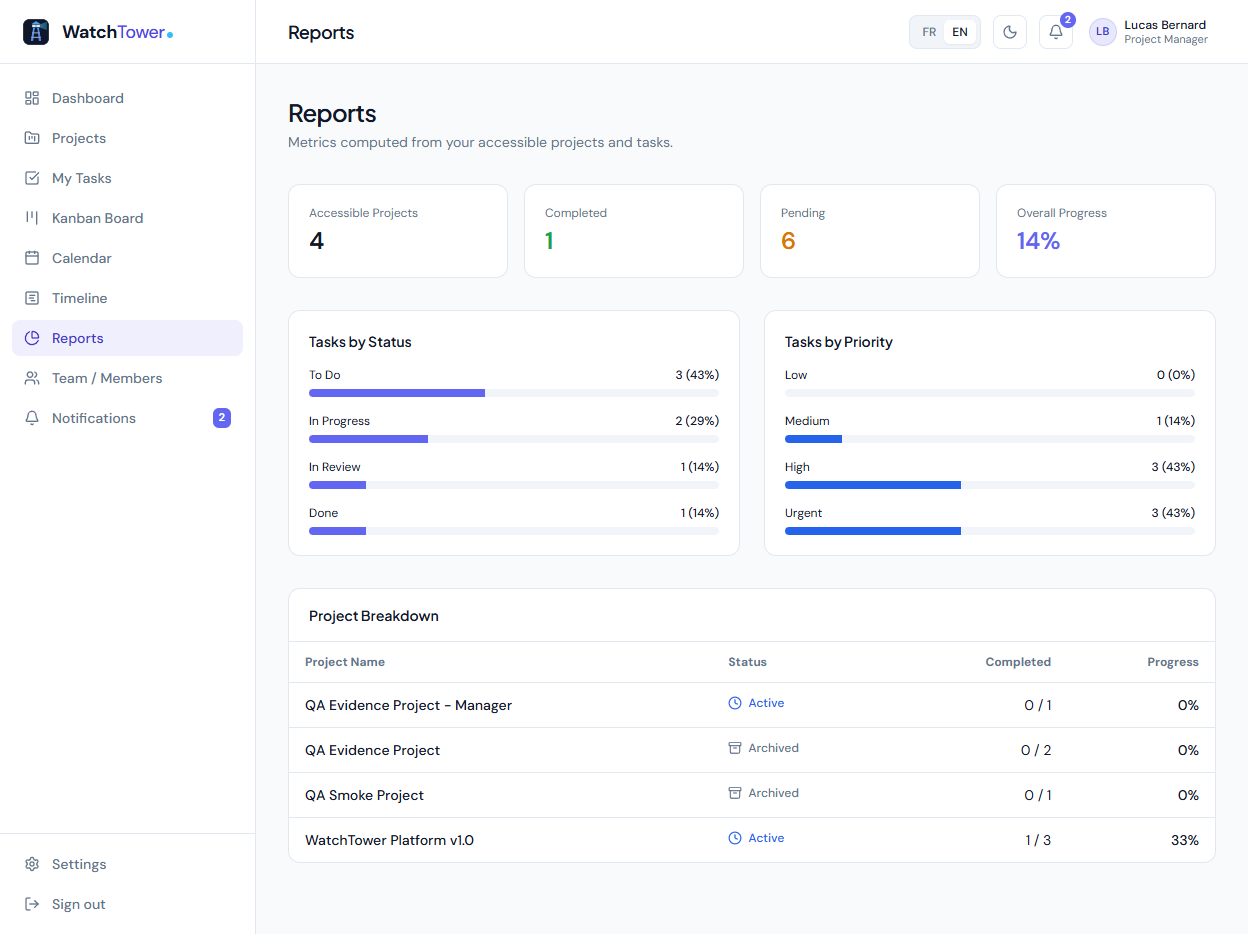 WatchTower
Reports
FR EN
2
LB
Lucas Bernard
Project Manager
Dashboard
Projects
My Tasks
Kanban Board
Calendar
Timeline
Reports
Team / Members
Notifications 2
Settings
Sign out
Reports
Metrics computed from your accessible projects and tasks.
Accessible Projects
4
Completed
1
Pending
6
Overall Progress
14%
Tasks by Status
To Do 3 (43%)
In Progress 2 (29%)
In Review 1 (14%)
Done 1 (14%)
Tasks by Priority
Low 0 (0%)
Medium 1 (14%)
High 3 (43%)
Urgent 3 (43%)
Project Breakdown
Project Name Status Completed Progress
QA Evidence Project - Manager Active 0 / 1 0%
QA Evidence Project Archived 0 / 2 0%
QA Smoke Project Archived 0 / 1 0%
WatchTower Platform v1.0 Active 1 / 3 33%